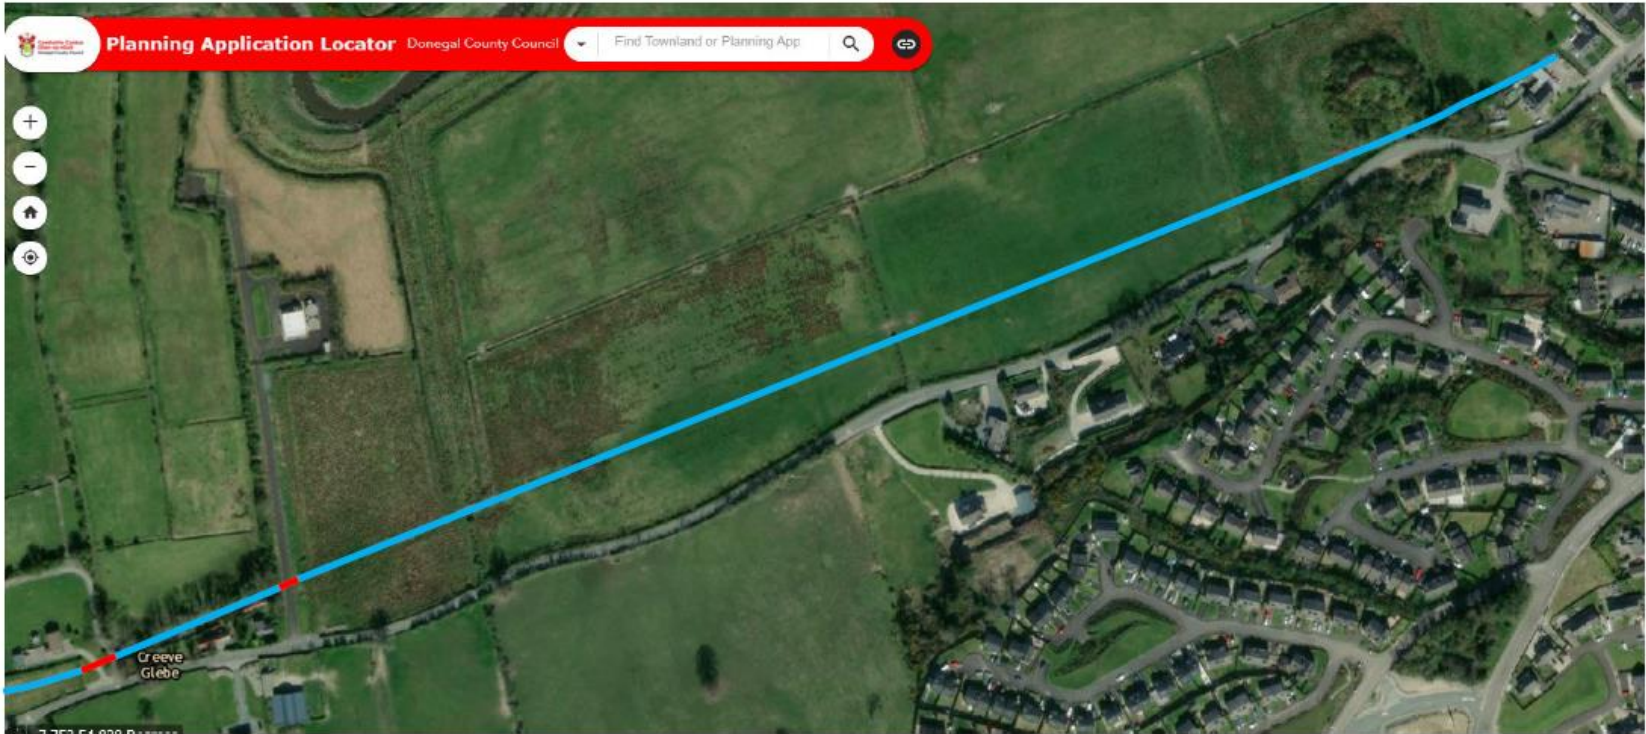 Planning Application Locator
Donegal County Council
Find Townland or Planning App
Creeve
Glebe